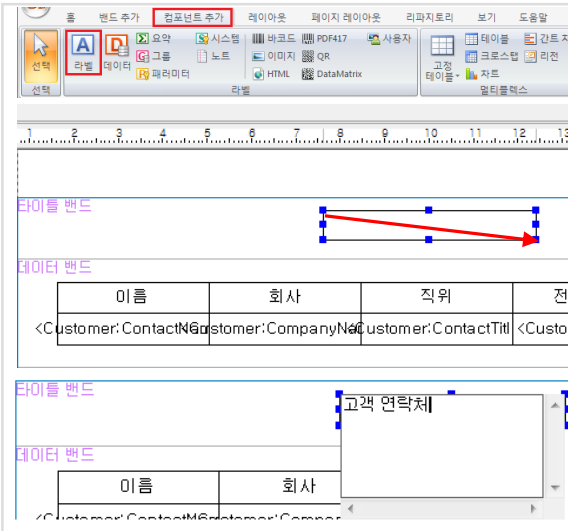 홈 밴드 추가 컴포넌트 추가 레이아웃 페이지 레이아웃 리파지토리 보기 도움말
선택 라벨 데이터 요약 시스템 바코드 PDF417 사용자 고정 테이블 테이블 간트 차
그룹 노트 이미지 QR 크로스탭 리전
패러미터 HTML DataMatrix 차트
선택 라벨 멀티플렉스
1 2 3 4 5 6 7 8 9 10 11 12 13
타이틀 밴드
데이터 밴드
이름 회사 직위 전
<Customer:ContactNam ustomer:CompanyNa ustomer:ContactTitl <Custo
타이틀 밴드
고객 연락처
데이터 밴드
이름 회사